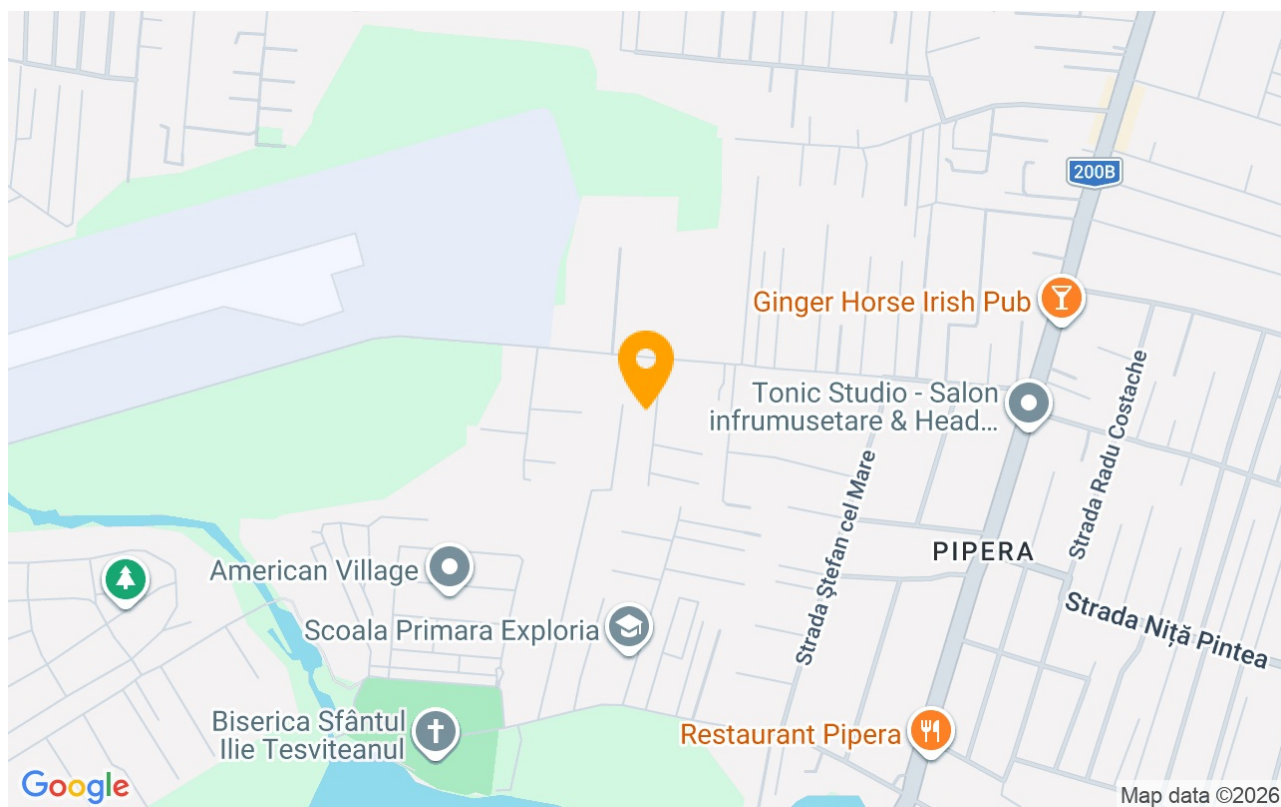 200B
Ginger Horse Irish Pub
Tonic Studio - Salon
infrumusetare & Head...
Strada Radu Costache
Strada Ștefan cel Mare
PIPERA
American Village
Strada Niță Pintea
Scoala Primara Exploria
Biserica Sfântul
Ilie Tesviteanul
Restaurant Pipera
Google
Map data ©2026